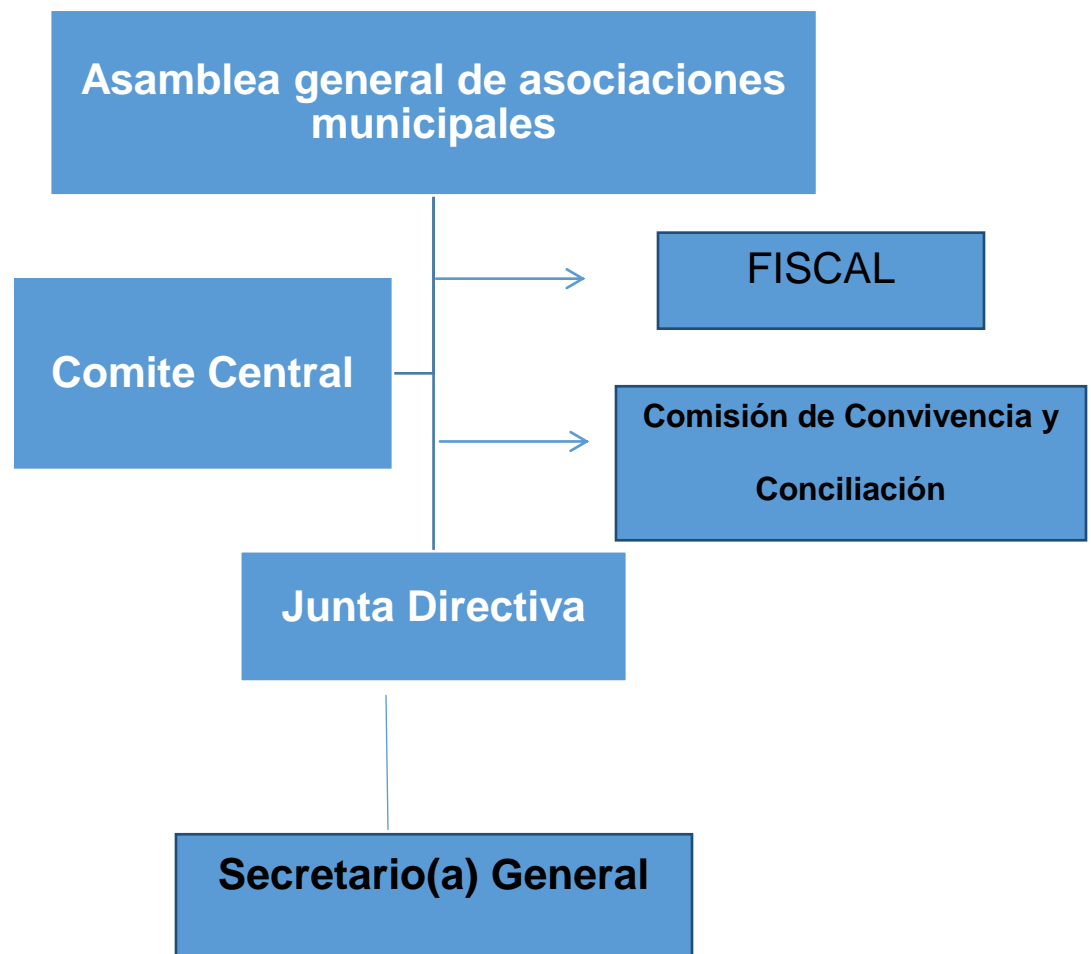 Asamblea general de asociaciones
municipales
FISCAL
Comite Central
Comisión de Convivencia y
Conciliación
Junta Directiva
Secretario(a) General